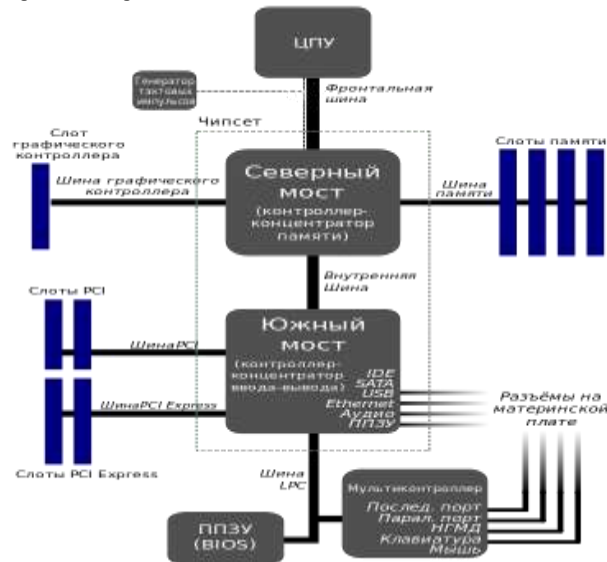 ЦПУ
Генератор
тактовых
импульсов
Фронтальная
шина
Чипсет
Слот
графического
контроллера
Слоты памяти
Шина графического
контроллера
Северный
мост
(контроллер-
концентратор
памяти)
Шина
памяти
Внутренняя
Шина
Слоты PCI
ШинаPCI
Южный
мост
(контроллер-
концентратор
ввода-вывода)
IDE
SATA
USB
Ethernet
Аудио
ППЗУ
ШинаPCI Express
Разъёмы на
материнской
плате
Слоты PCI Express
Шина
LPC
Мультиконтроллер
Послед. порт
Парал. порт
НГМД
Клавиатура
Мышь
ППЗУ
(BIOS)